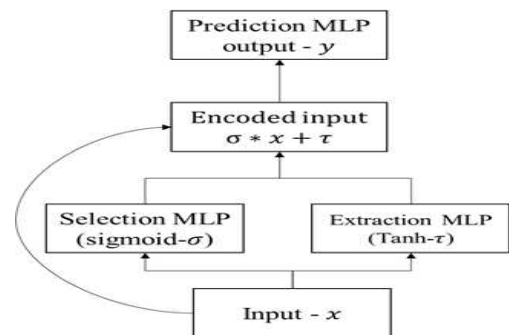 Prediction MLP
output - y
Encoded input
σ * x + τ
Selection MLP
(sigmoid-σ)
Extraction MLP
(Tanh-τ)
Input - x